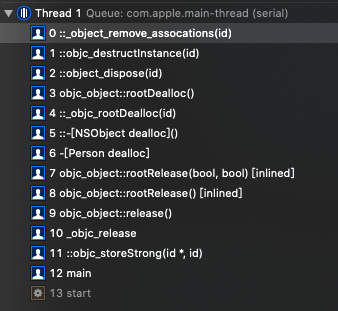 Thread 1 Queue: com.apple.main-thread (serial)
0 ::_object_remove_assocations(id)
1 ::objc_destructInstance(id)
2 ::object_dispose(id)
3 objc_object::rootDealloc()
4 ::_objc_rootDealloc(id)
5 ::-[NSObject dealloc]()
6 -[Person dealloc]
7 objc_object::rootRelease(bool, bool) [inlined]
8 objc_object::rootRelease() [inlined]
9 objc_object::release()
10 _objc_release
11 ::objc_storeStrong(id *, id)
12 main
13 start